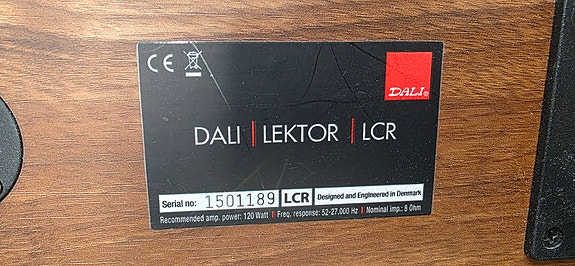 CE
DALI®
DALI | LEKTOR | LCR
Serial no: 1501189 LCR Designed and Engineered in Denmark
Recommended amp. power: 120 Watt | Freq. response: 52-27,000 Hz | Nominal imp.: 8 Ohm